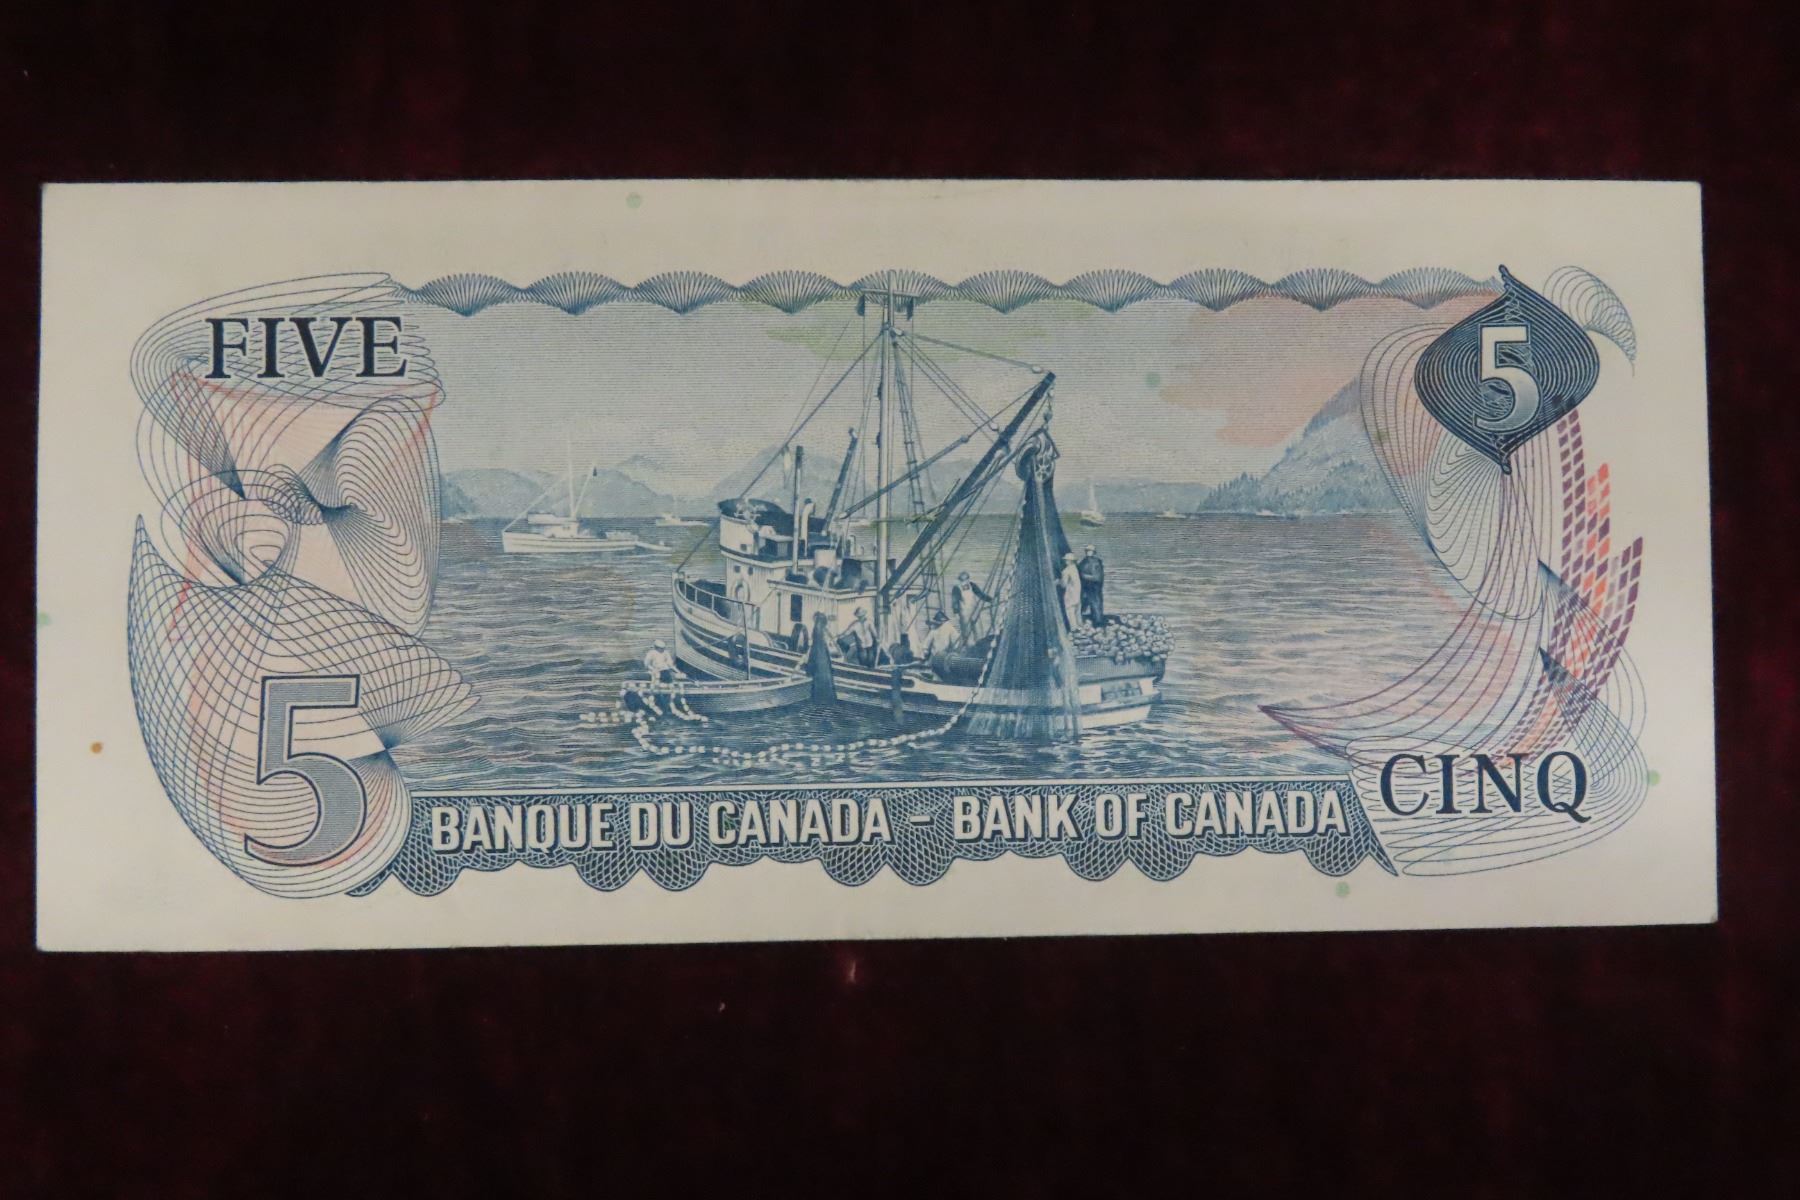 FIVE
5
5
CINQ
BANQUE DU CANADA – BANK OF CANADA